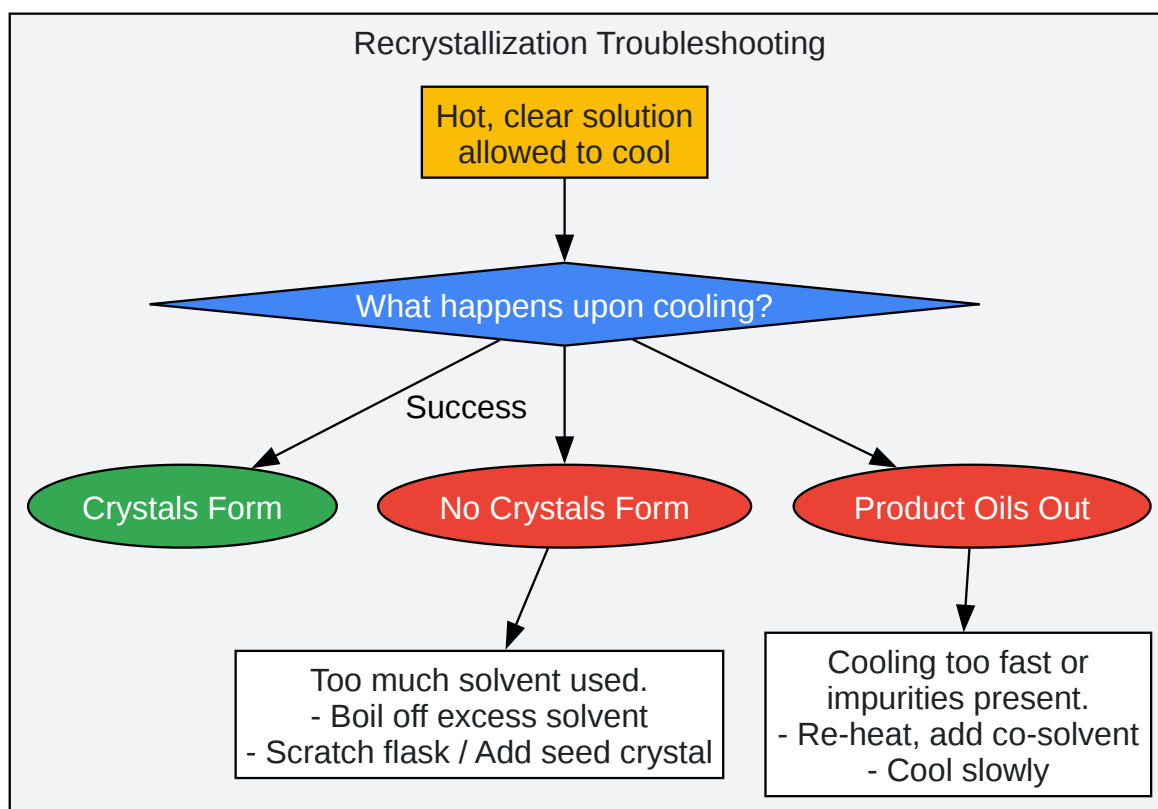 Recrystallization Troubleshooting
Hot, clear solution
allowed to cool
What happens upon cooling?
Success
Crystals Form
No Crystals Form
Product Oils Out
Too much solvent used.
- Boil off excess solvent
- Scratch flask / Add seed crystal
Cooling too fast or
impurities present.
- Re-heat, add co-solvent
- Cool slowly